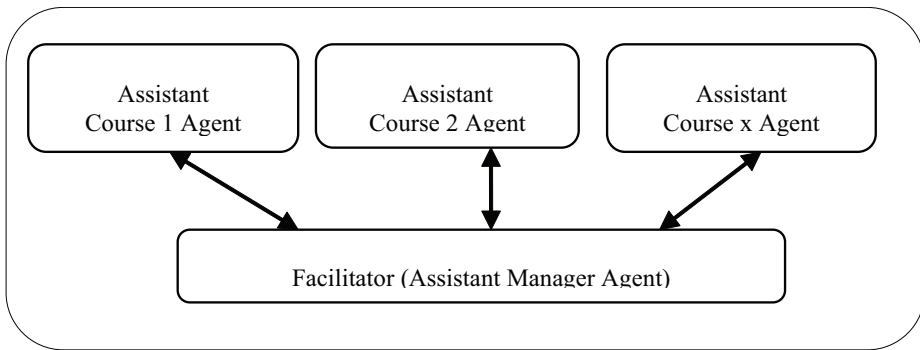 Assistant
Course 1 Agent
Assistant
Course 2 Agent
Assistant
Course x Agent
Facilitator (Assistant Manager Agent)